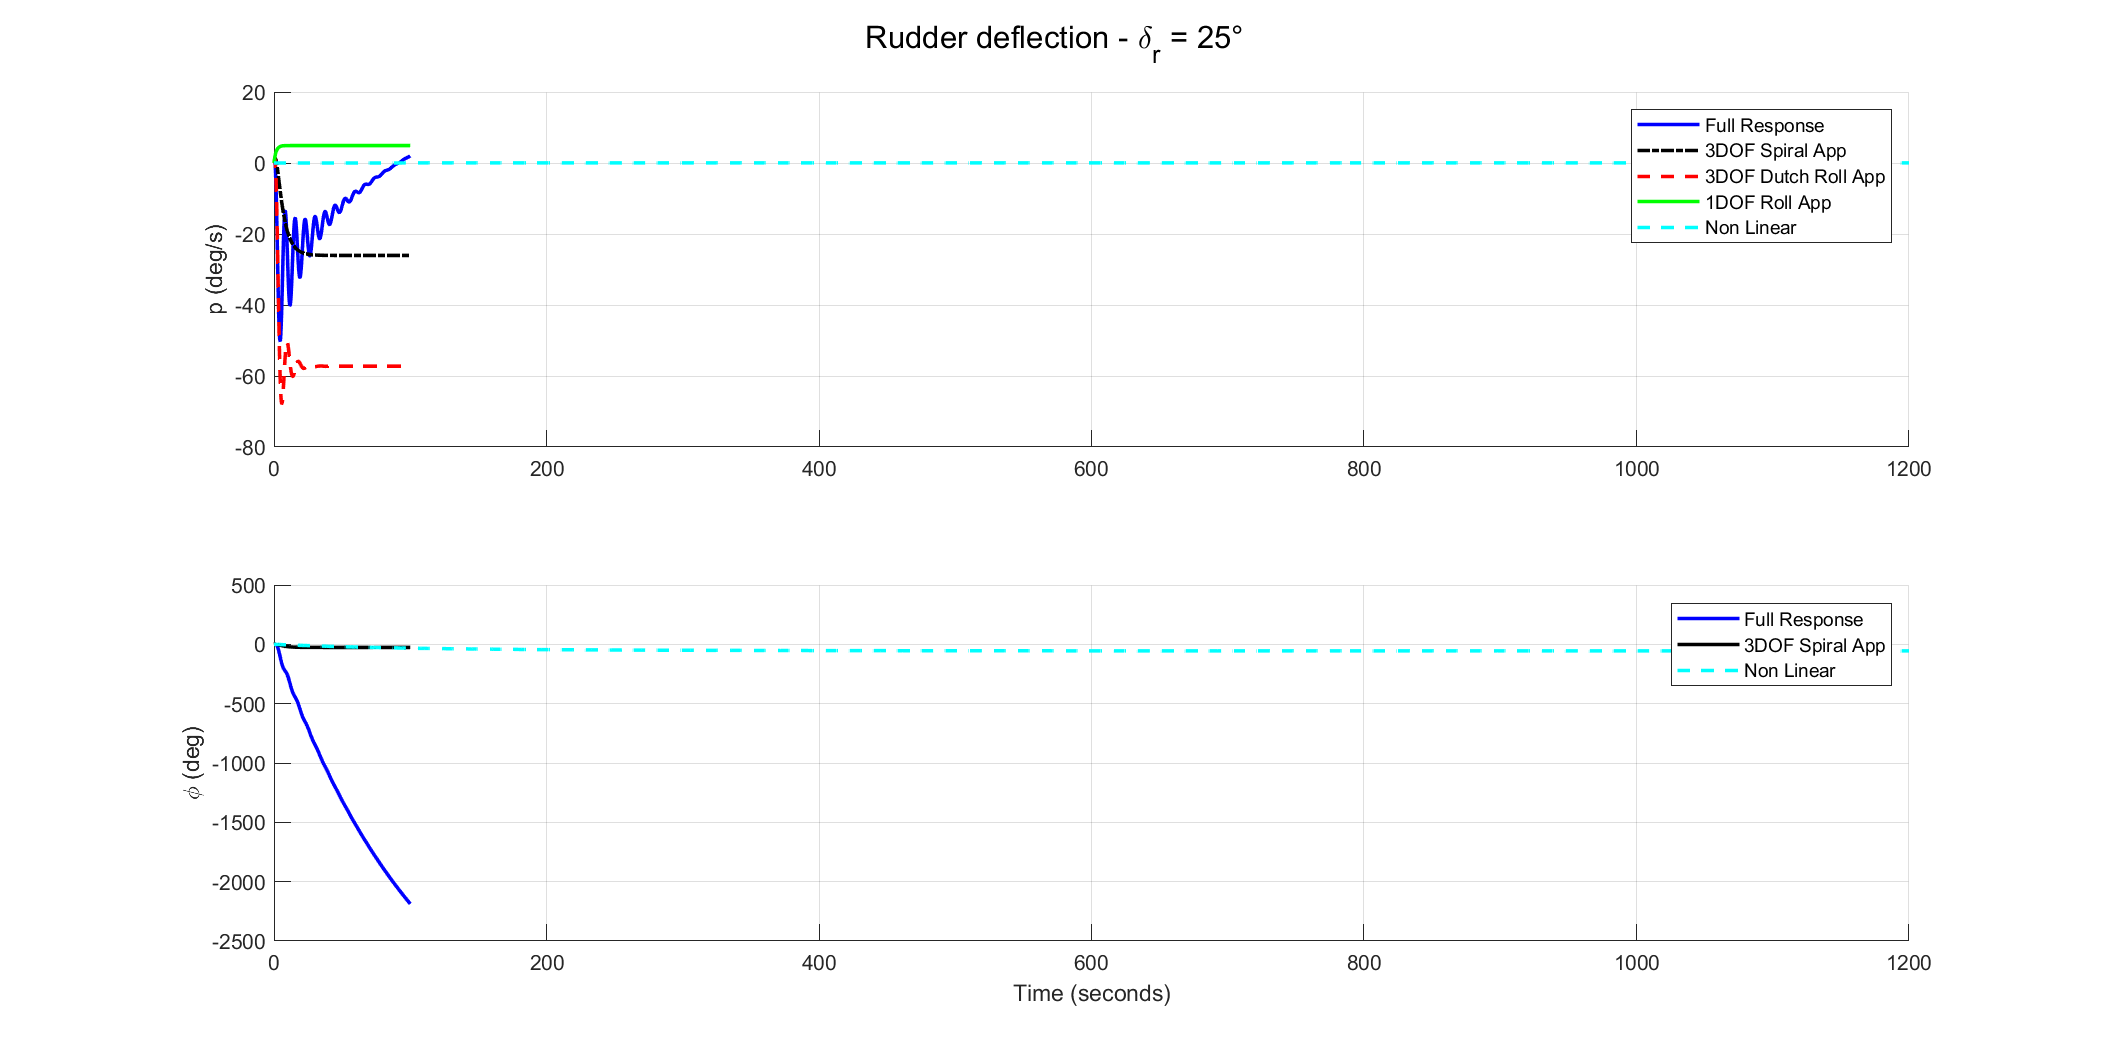 Rudder deflection - δr = 25°
20
0
-20
-40
-60
-80
p (deg/s)
0 200 400 600 800 1000 1200
Full Response
3DOF Spiral App
3DOF Dutch Roll App
1DOF Roll App
Non Linear
500
0
-500
-1000
-1500
-2000
-2500
ϕ (deg)
0 200 400 600 800 1000 1200
Time (seconds)
Full Response
3DOF Spiral App
Non Linear